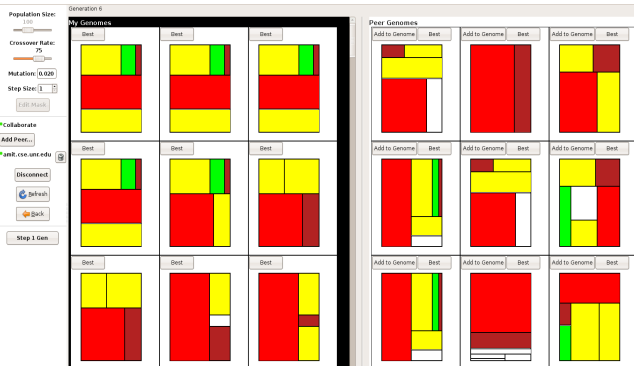 Generation 6
Population Size:
100
Crossover Rate:
75
Mutation: 0.020
Step Size: 1
Edit Mask
Collaborate
Add Peer...
amit.cse.unc.edu
Disconnect
Refresh
Back
Step 1 Gen
My Genomes
Best Best Best
Best Best Best
Best Best Best
Peer Genomes
Add to Genome Best Add to Genome Best Add to Genome Best
Add to Genome Best Add to Genome Best Add to Genome Best
Add to Genome Best Add to Genome Best Add to Genome Best